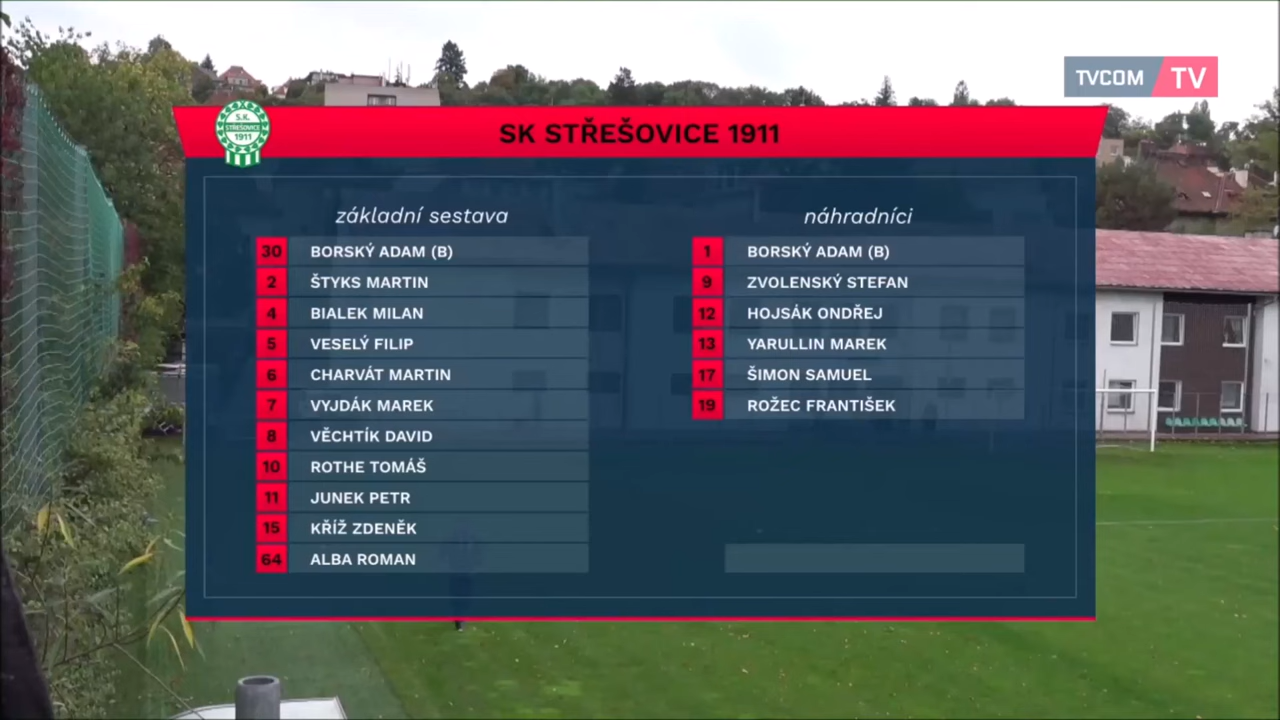 TVCOM TV
S.K.
STŘEŠOVICE
1911
SK STŘEŠOVICE 1911
základní sestava
30 BORSKÝ ADAM (B)
2 ŠTYKS MARTIN
4 BIALEK MILAN
5 VESELÝ FILIP
6 CHARVÁT MARTIN
7 VYJDÁK MAREK
8 VĚCHTÍK DAVID
10 ROTHE TOMÁŠ
11 JUNEK PETR
15 KŘÍŽ ZDENĚK
64 ALBA ROMAN
náhradníci
1 BORSKÝ ADAM (B)
9 ZVOLENSKÝ STEFAN
12 HOJSÁK ONDŘEJ
13 YARULLIN MAREK
17 ŠIMON SAMUEL
19 ROŽEC FRANTIŠEK